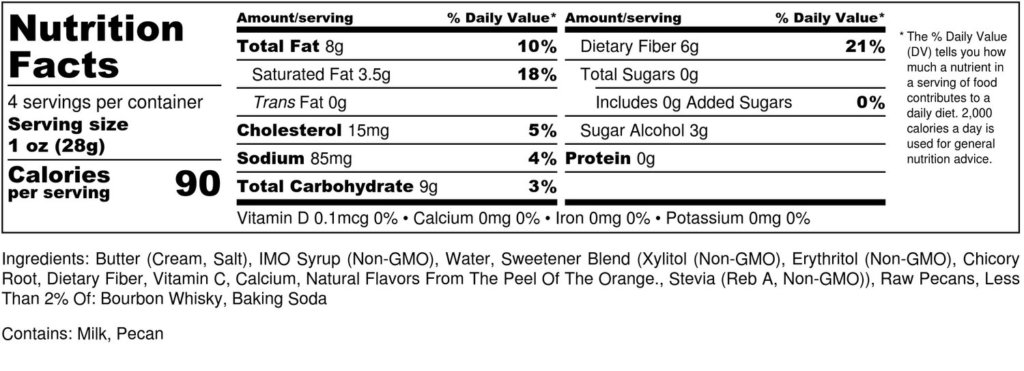 Nutrition
Facts
4 servings per container
Serving size
1 oz (28g)
Calories
per serving
90
Amount/serving % Daily Value*
Total Fat 8g 10%
Saturated Fat 3.5g 18%
Trans Fat 0g
Cholesterol 15mg 5%
Sodium 85mg 4%
Total Carbohydrate 9g 3%
Amount/serving % Daily Value*
Dietary Fiber 6g 21%
Total Sugars 0g
Includes 0g Added Sugars 0%
Sugar Alcohol 3g
Protein 0g
Vitamin D 0.1mcg 0% • Calcium 0mg 0% • Iron 0mg 0% • Potassium 0mg 0%
* The % Daily Value
(DV) tells you how
much a nutrient in
a serving of food
contributes to a
daily diet. 2,000
calories a day is
used for general
nutrition advice.
Ingredients: Butter (Cream, Salt), IMO Syrup (Non-GMO), Water, Sweetener Blend (Xylitol (Non-GMO), Erythritol (Non-GMO), Chicory
Root, Dietary Fiber, Vitamin C, Calcium, Natural Flavors From The Peel Of The Orange., Stevia (Reb A, Non-GMO)), Raw Pecans, Less
Than 2% Of: Bourbon Whisky, Baking Soda
Contains: Milk, Pecan